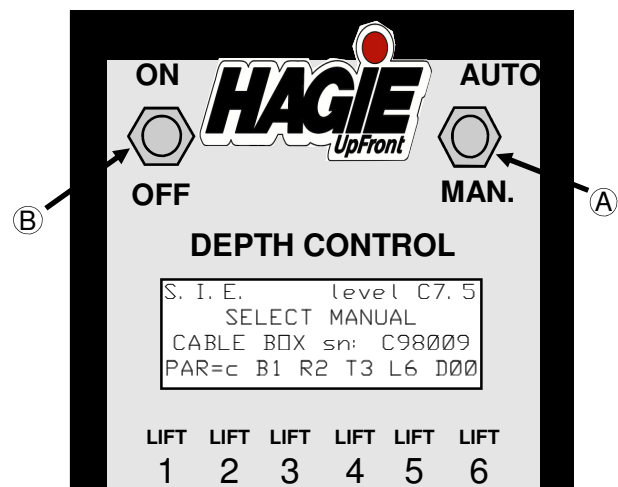 ON
HAGIE
AUTO
UpFront
OFF
MAN.
B
A
DEPTH CONTROL
S.I.E. level C7.5
SELECT MANUAL
CABLE BOX sn: C98009
PAR=c B1 R2 T3 L6 D00
LIFT LIFT LIFT LIFT LIFT LIFT
1 2 3 4 5 6